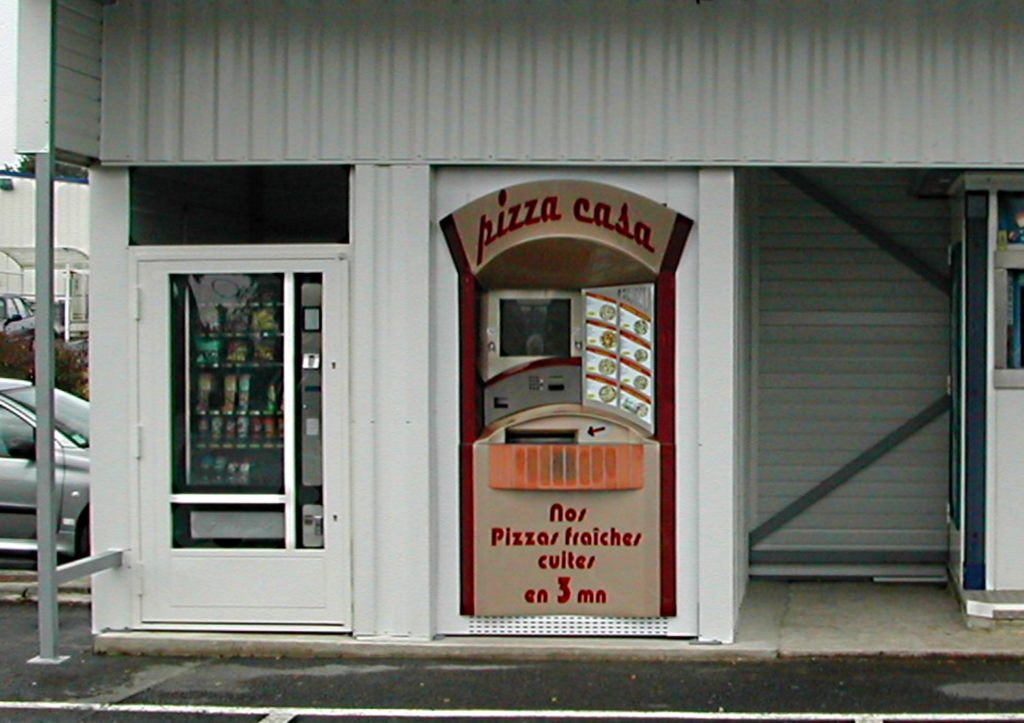 pizza casa
Nos
Pizzas fraîches
cuites
en 3 mn